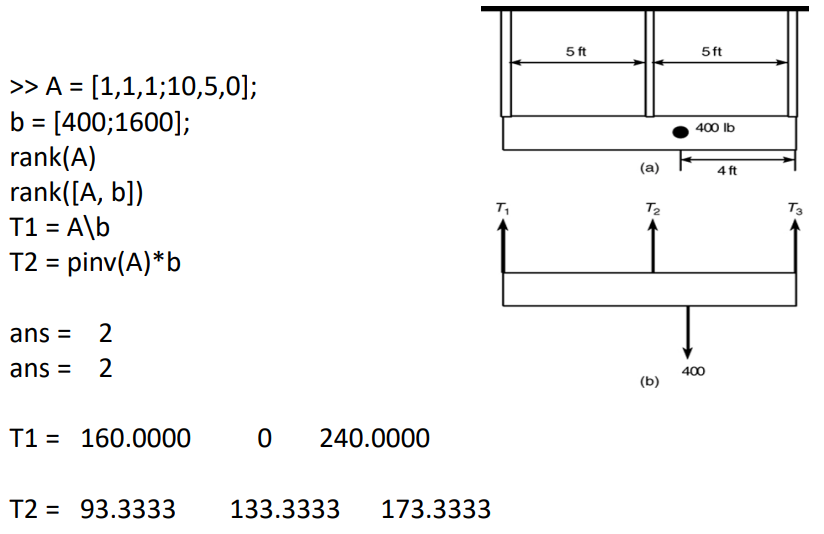 >> A = [1,1,1;10,5,0];
b = [400;1600];
rank(A)
rank([A, b])
T1 = A\b
T2 = pinv(A)*b
ans = 2
ans = 2
T1 = 160.0000 0 240.0000
T2 = 93.3333 133.3333 173.3333
5 ft 5 ft
400 lb
(a) 4 ft
T₁ T₂ T₃
400
(b)